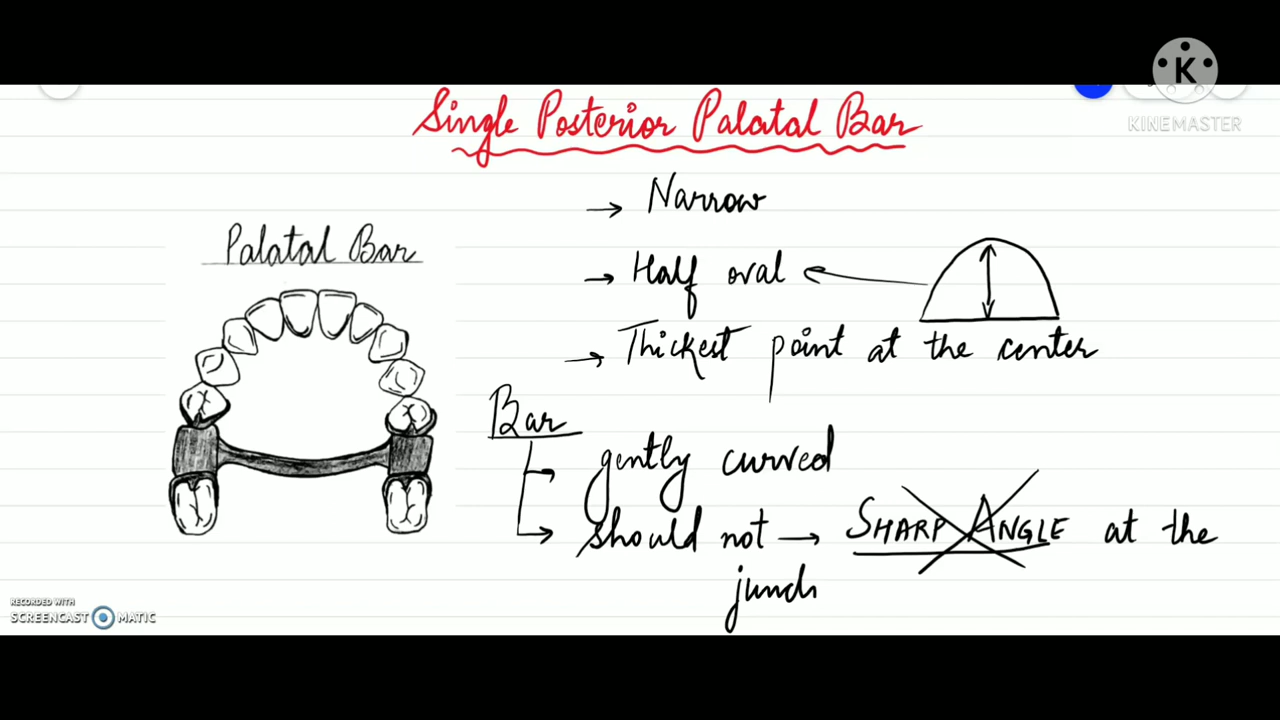 K
KINEMASTER
Single Posterior Palatal Bar
→ Narrow
Palatal Bar
→ Half oval
→ Thickest point at the center
Bar
→ gently curved
→ should not → SHARP ANGLE at the
RECORDED WITH
SCREENCAST MATIC